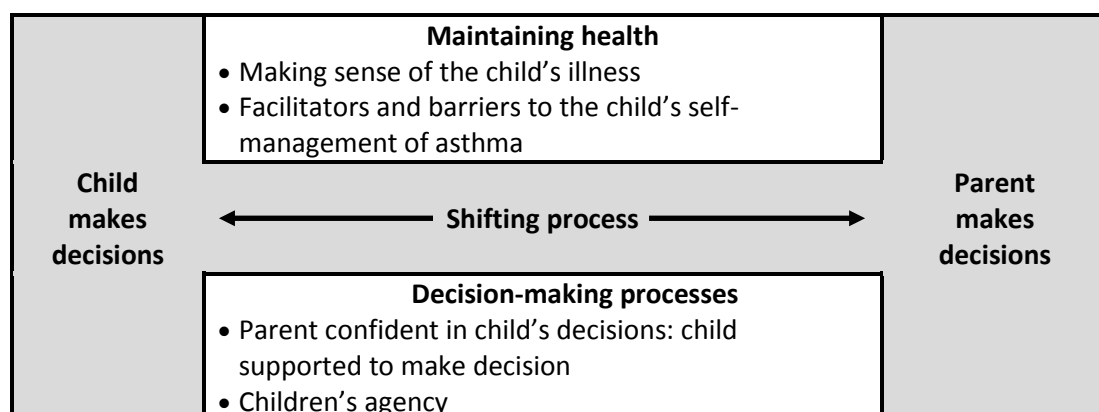 Maintaining health
• Making sense of the child’s illness
• Facilitators and barriers to the child’s self-
management of asthma
Child
makes
decisions
Shifting process
Parent
makes
decisions
Decision-making processes
• Parent confident in child’s decisions: child
supported to make decision
• Children’s agency